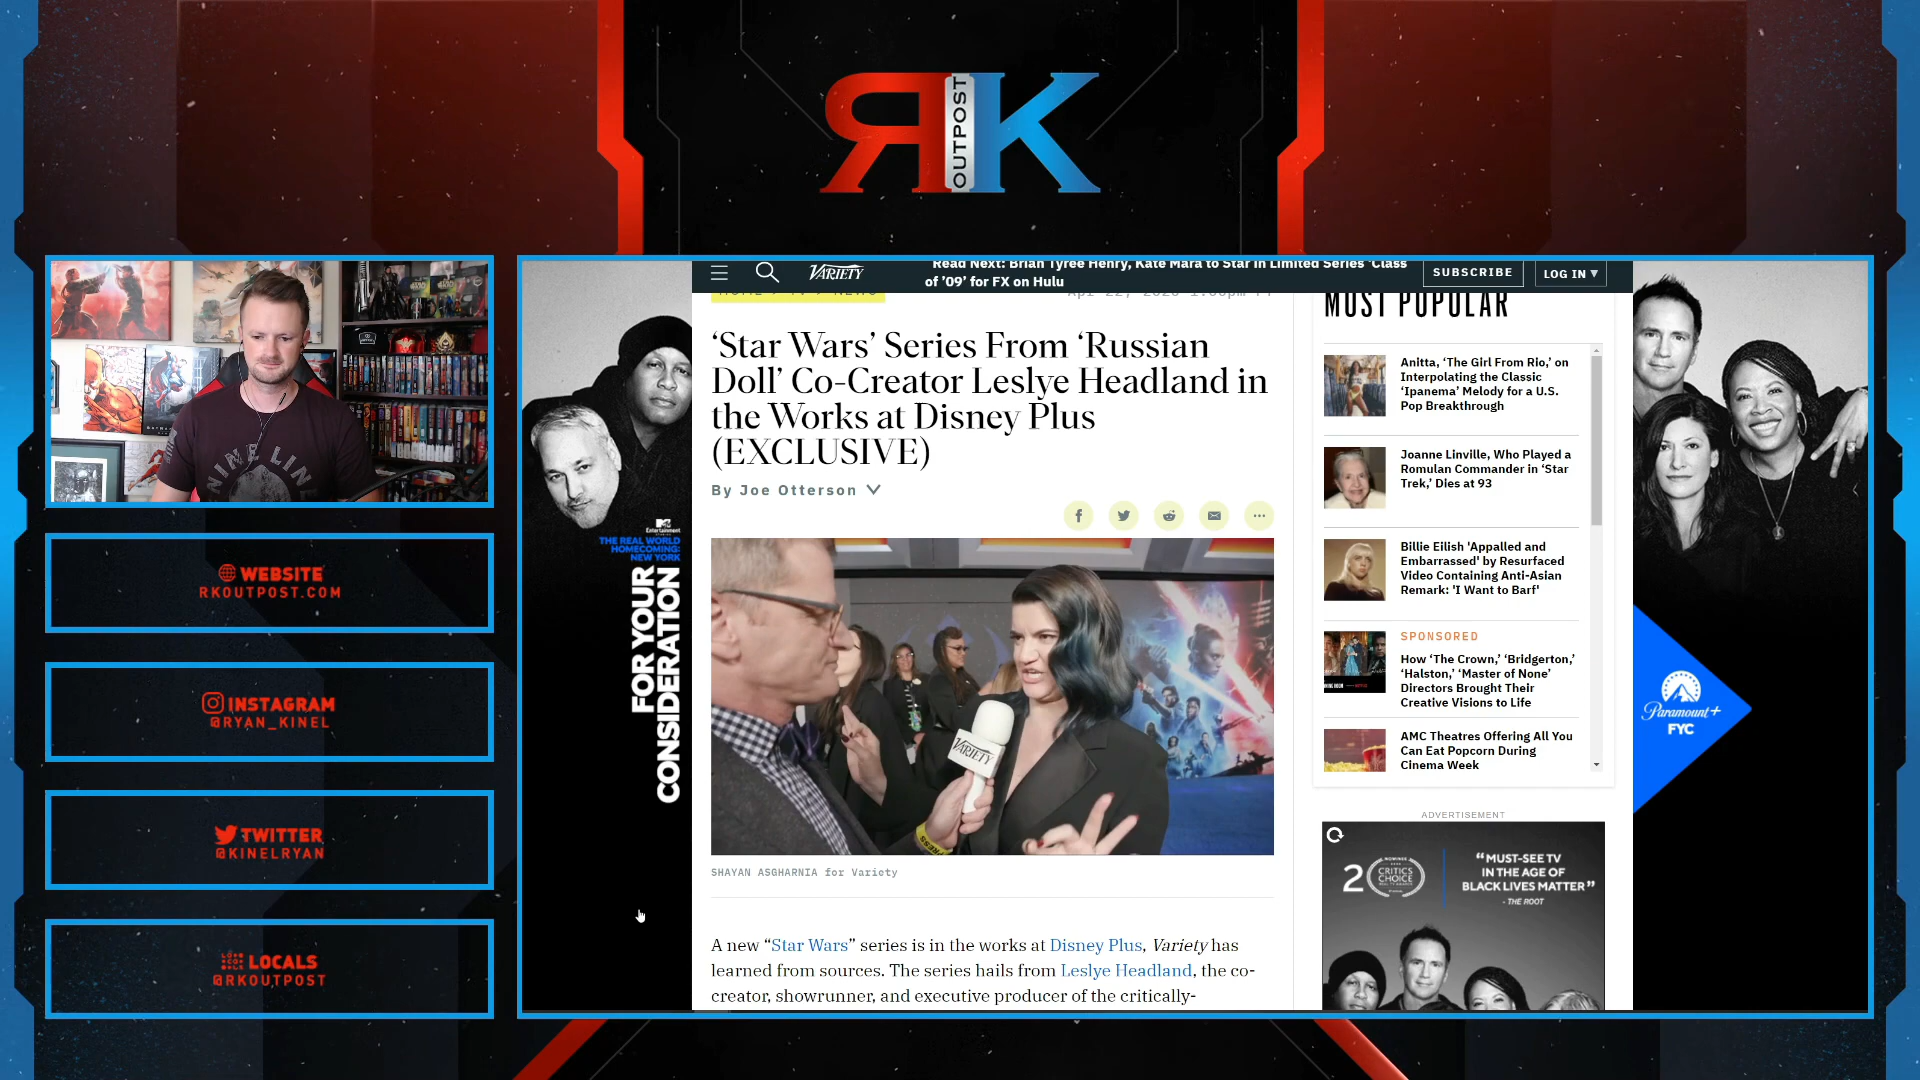 RK
OUTPOST
NINE LINE
WEBSITE
RKOUTPOST.COM
INSTAGRAM
@RYAN_KINEL
TWITTER
@KINELRYAN
LOCALS
@RKOUTPOST
VARIETY
Read Next: Brian Tyree Henry, Kate Mara to Star in Limited Series ‘Class
of ’09’ for FX on Hulu
SUBSCRIBE
LOG IN ▼
‘Star Wars’ Series From ‘Russian
Doll’ Co-Creator Leslye Headland in
the Works at Disney Plus
(EXCLUSIVE)
By Joe Otterson
VARIETY
PRESS
SHAYAN ASGHARNIA for Variety
A new “Star Wars” series is in the works at Disney Plus, Variety has
learned from sources. The series hails from Leslye Headland, the co-
creator, showrunner, and executive producer of the critically-
MTV
Entertainment
THE REAL WORLD
HOMECOMING:
NEW YORK
FOR YOUR
CONSIDERATION
MOST POPULAR
Anitta, ‘The Girl From Rio,’ on
Interpolating the Classic
‘Ipanema’ Melody for a U.S.
Pop Breakthrough
Joanne Linville, Who Played a
Romulan Commander in ‘Star
Trek,’ Dies at 93
Billie Eilish 'Appalled and
Embarrassed' by Resurfaced
Video Containing Anti-Asian
Remark: 'I Want to Barf'
SPONSORED
How ‘The Crown,’ ‘Bridgerton,’
‘Halston,’ ‘Master of None’
Directors Brought Their
Creative Visions to Life
AMC Theatres Offering All You
Can Eat Popcorn During
Cinema Week
ADVERTISEMENT
2
NOMINEE
CRITICS
CHOICE
“MUST-SEE TV
IN THE AGE OF
BLACK LIVES MATTER”
- THE ROOT
Paramount+
FYC